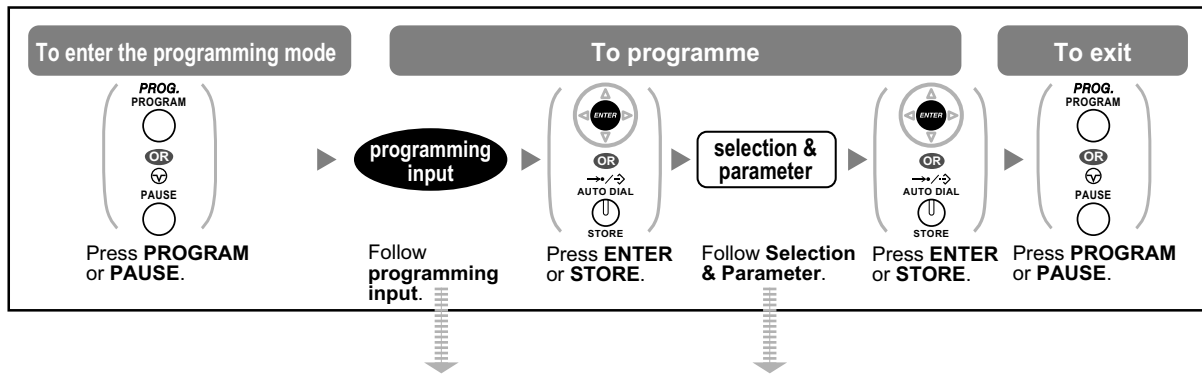 To enter the programming mode
To programme
To exit
PROG.
PROGRAM
OR
PAUSE
Press PROGRAM
or PAUSE.
programming
input
Follow
programming
input.
ENTER
OR
AUTO DIAL
STORE
Press ENTER
or STORE.
selection &
parameter
Follow Selection
& Parameter.
ENTER
OR
AUTO DIAL
STORE
Press ENTER
or STORE.
PROG.
PROGRAM
OR
PAUSE
Press PROGRAM
or PAUSE.